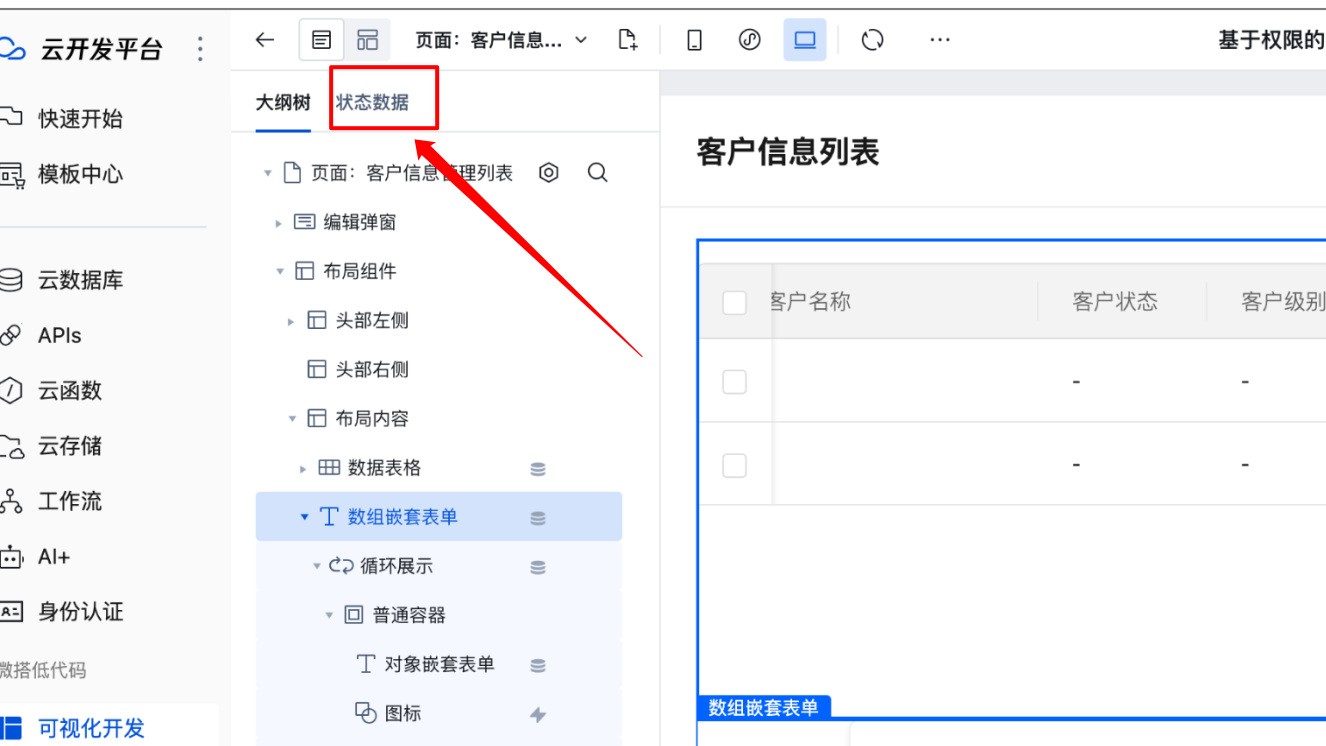 云开发平台
快速开始
模板中心
云数据库
APIs
云函数
云存储
工作流
AI+
身份认证
微搭低代码
可视化开发
页面：客户信息...
基于权限的
大纲树
状态数据
页面：客户信息管理列表
编辑弹窗
布局组件
头部左侧
头部右侧
布局内容
数据表格
数组嵌套表单
循环展示
普通容器
对象嵌套表单
图标
客户信息列表
客户名称
客户状态
客户级别
-
-
-
-
数组嵌套表单